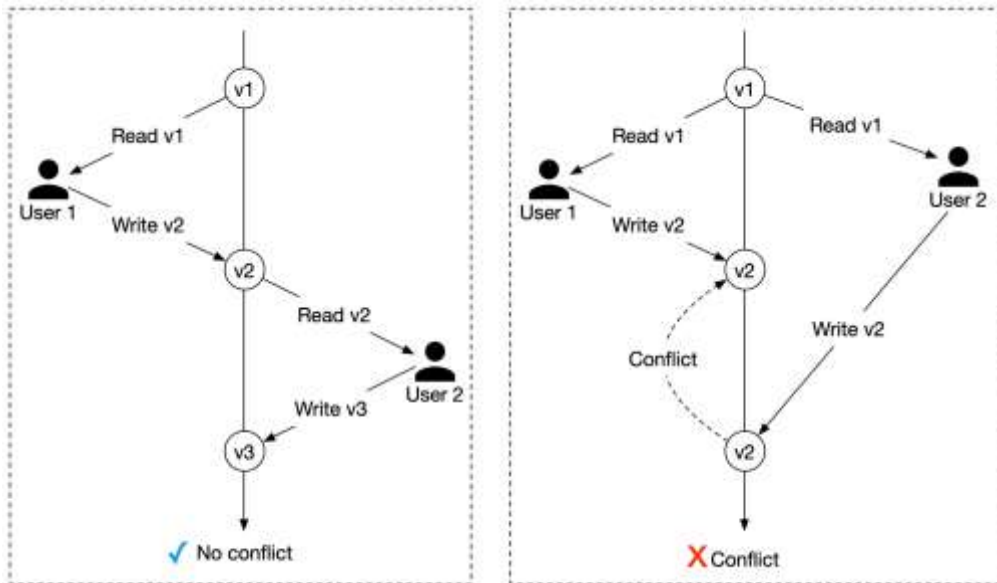 v1
Read v1
User 1
Write v2
v2
Read v2
User 2
Write v3
v3
No conflict
v1
Read v1
Read v1
User 1
User 2
Write v2
v2
Write v2
Conflict
v2
Conflict